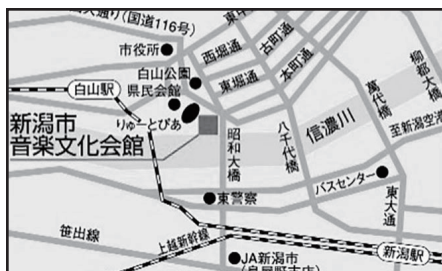 大通り(国道116号)
市役所
西堀通
古町通
東堀通
本町通
白山公園
県民会館
白山駅
りゅーとぴあ
新潟市
音楽文化会館
昭和大橋
八千代橋
信濃川
萬代橋
柳都大橋
至新潟空港
バスセンター
東警察
東大通
笹出線
上越新幹線
新潟駅
JA新潟市